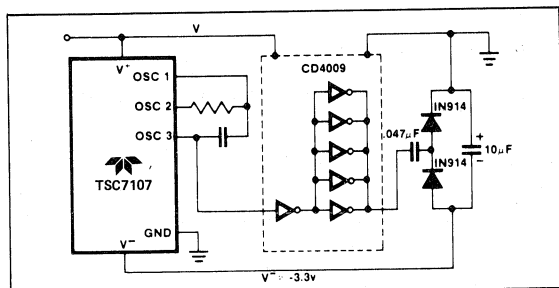 V
V+
OSC 1
OSC 2
OSC 3
TSC7107
GND
V−
CD4009
.047µF
IN914
IN914
+
10µF
−
V− = -3.3v